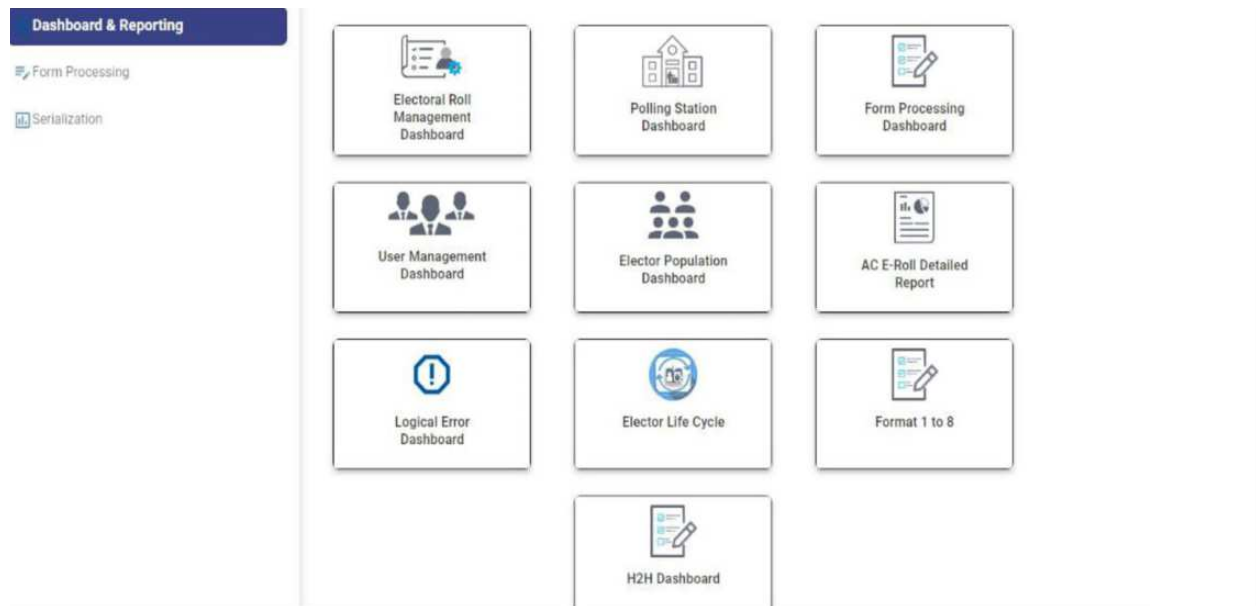 Dashboard & Reporting
Form Processing
Serialization
Electoral Roll
Management
Dashboard
Polling Station
Dashboard
Form Processing
Dashboard
User Management
Dashboard
Elector Population
Dashboard
AC E-Roll Detailed
Report
Logical Error
Dashboard
Elector Life Cycle
Format 1 to 8
H2H Dashboard